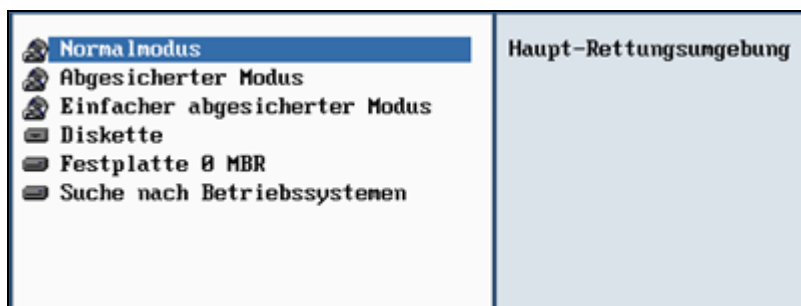 Normalmodus
Abgesicherter Modus
Einfacher abgesicherter Modus
Diskette
Festplatte 0 MBR
Suche nach Betriebssystemen
Haupt-Rettungsumgebung